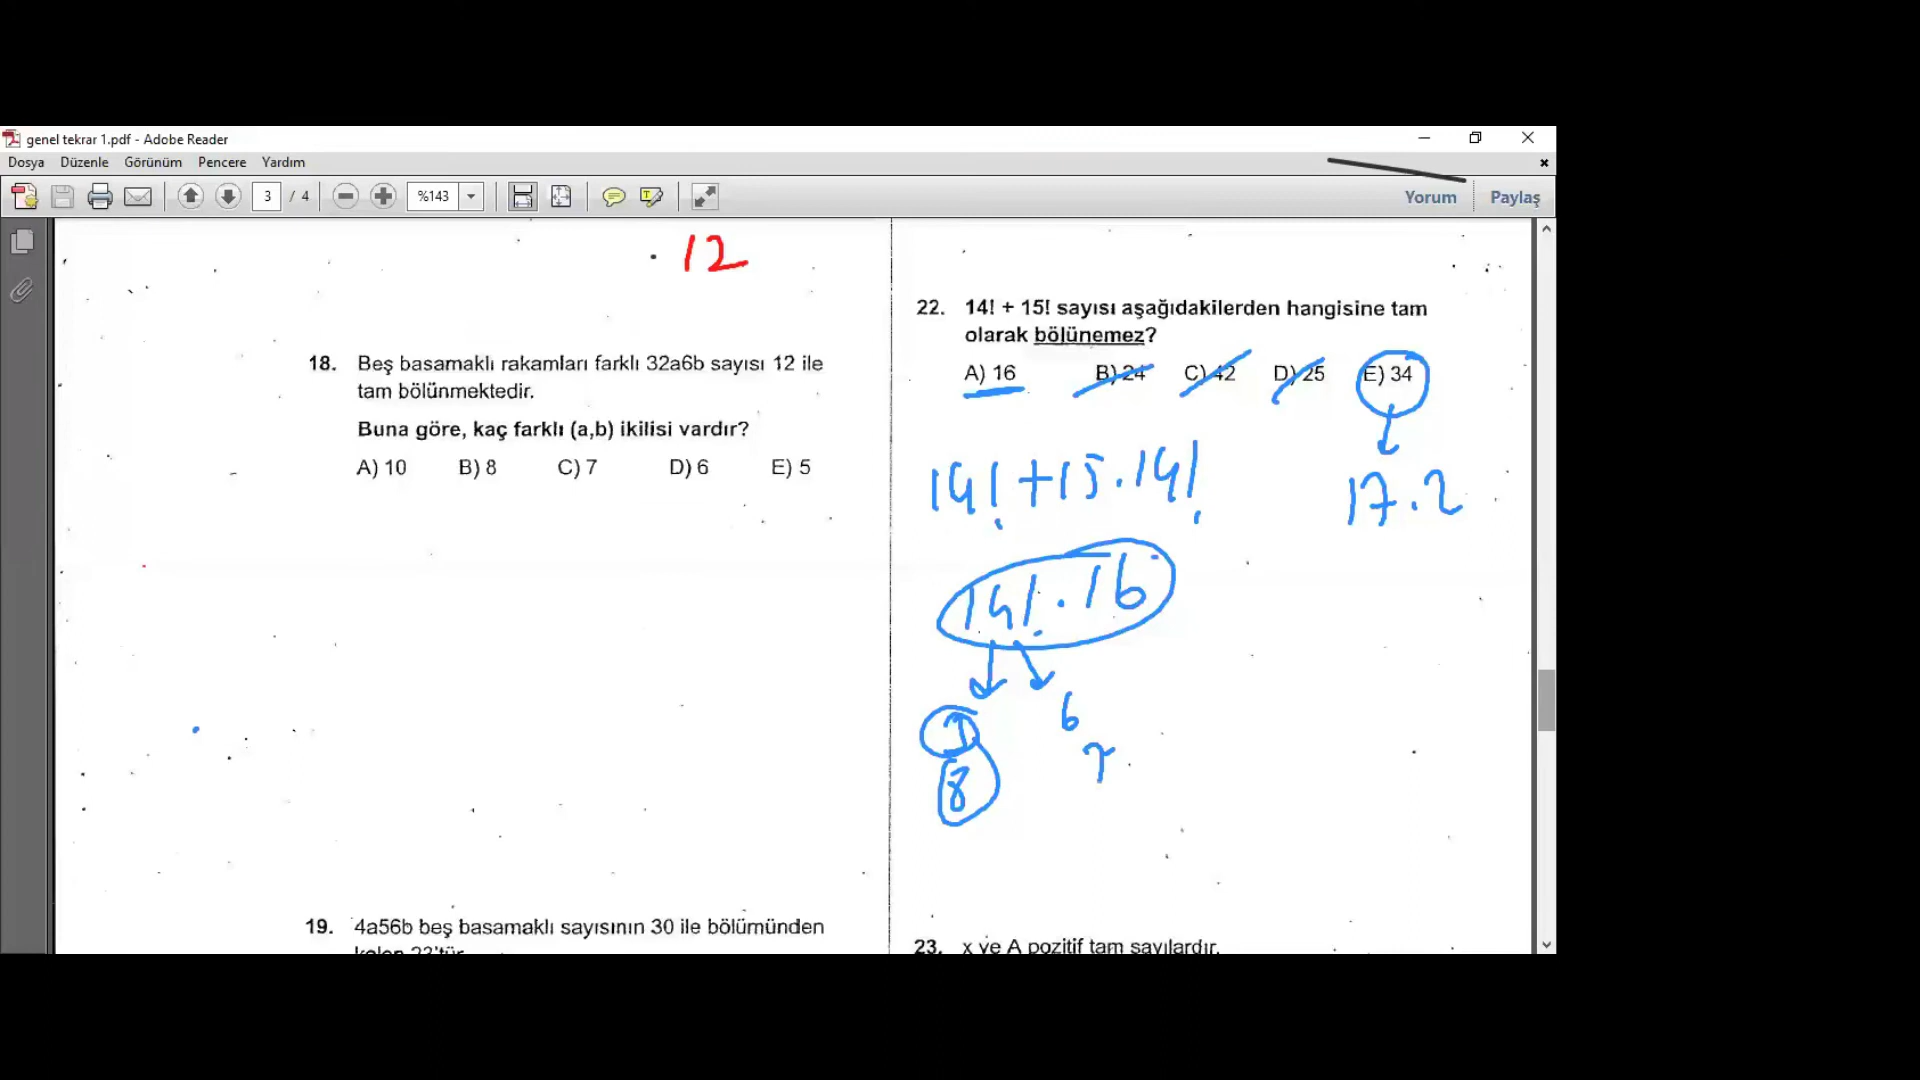 genel tekrar 1.pdf - Adobe Reader
Dosya Düzenle Görünüm Pencere Yardım
3 / 4 %143 Yorum Paylaş
12
18. Beş basamaklı rakamları farklı 32a6b sayısı 12 ile
tam bölünmektedir.
Buna göre, kaç farklı (a,b) ikilisi vardır?
A) 10 B) 8 C) 7 D) 6 E) 5
19. 4a56b beş basamaklı sayısının 30 ile bölümünden
kalan 23'tür.
22. 14! + 15! sayısı aşağıdakilerden hangisine tam
olarak bölünemez?
A) 16 B) 24 C) 42 D) 25 E) 34
14! + 15.14!
17.2
14! . 16
6
7
8
23. x ve A pozitif tam sayılardır.